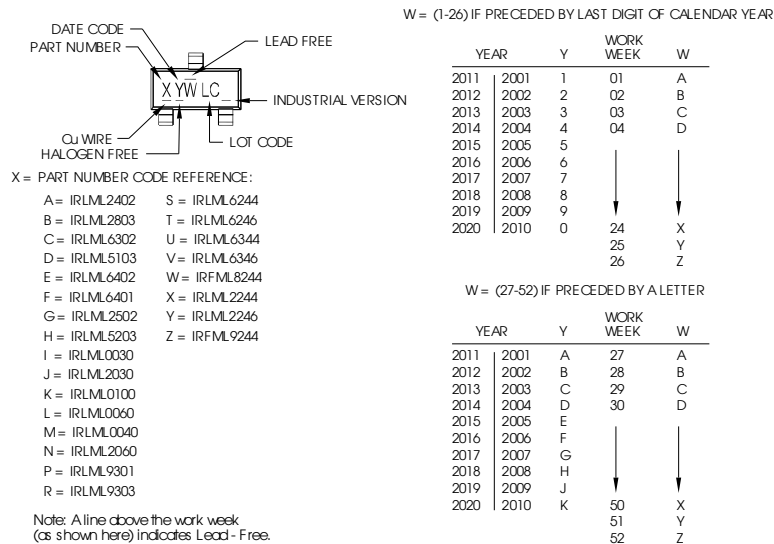 DATE CODE
PART NUMBER
LEAD FREE
X YW LC
INDUSTRIAL VERSION
Cu WIRE
HALOGEN FREE
LOT CODE
X = PART NUMBER CODE REFERENCE:
A = IRLML2402 S = IRLML6244
B = IRLML2803 T = IRLML6246
C = IRLML6302 U = IRLML6344
D = IRLML5103 V = IRLML6346
E = IRLML6402 W = IRFML8244
F = IRLML6401 X = IRLML2244
G = IRLML2502 Y = IRLML2246
H = IRLML5203 Z = IRFML9244
I = IRLML0030
J = IRLML2030
K = IRLML0100
L = IRLML0060
M = IRLML0040
N = IRLML2060
P = IRLML9301
R = IRLML9303
Note: A line above the work week
(as shown here) indicates Lead - Free.
W = (1-26) IF PRECEDED BY LAST DIGIT OF CALENDAR YEAR
WORK
YEAR Y WEEK W
2011 2001 1 01 A
2012 2002 2 02 B
2013 2003 3 03 C
2014 2004 4 04 D
2015 2005 5
2016 2006 6
2017 2007 7
2018 2008 8
2019 2009 9
2020 2010 0 24 X
25 Y
26 Z
W = (27-52) IF PRECEDED BY A LETTER
WORK
YEAR Y WEEK W
2011 2001 A 27 A
2012 2002 B 28 B
2013 2003 C 29 C
2014 2004 D 30 D
2015 2005 E
2016 2006 F
2017 2007 G
2018 2008 H
2019 2009 J
2020 2010 K 50 X
51 Y
52 Z